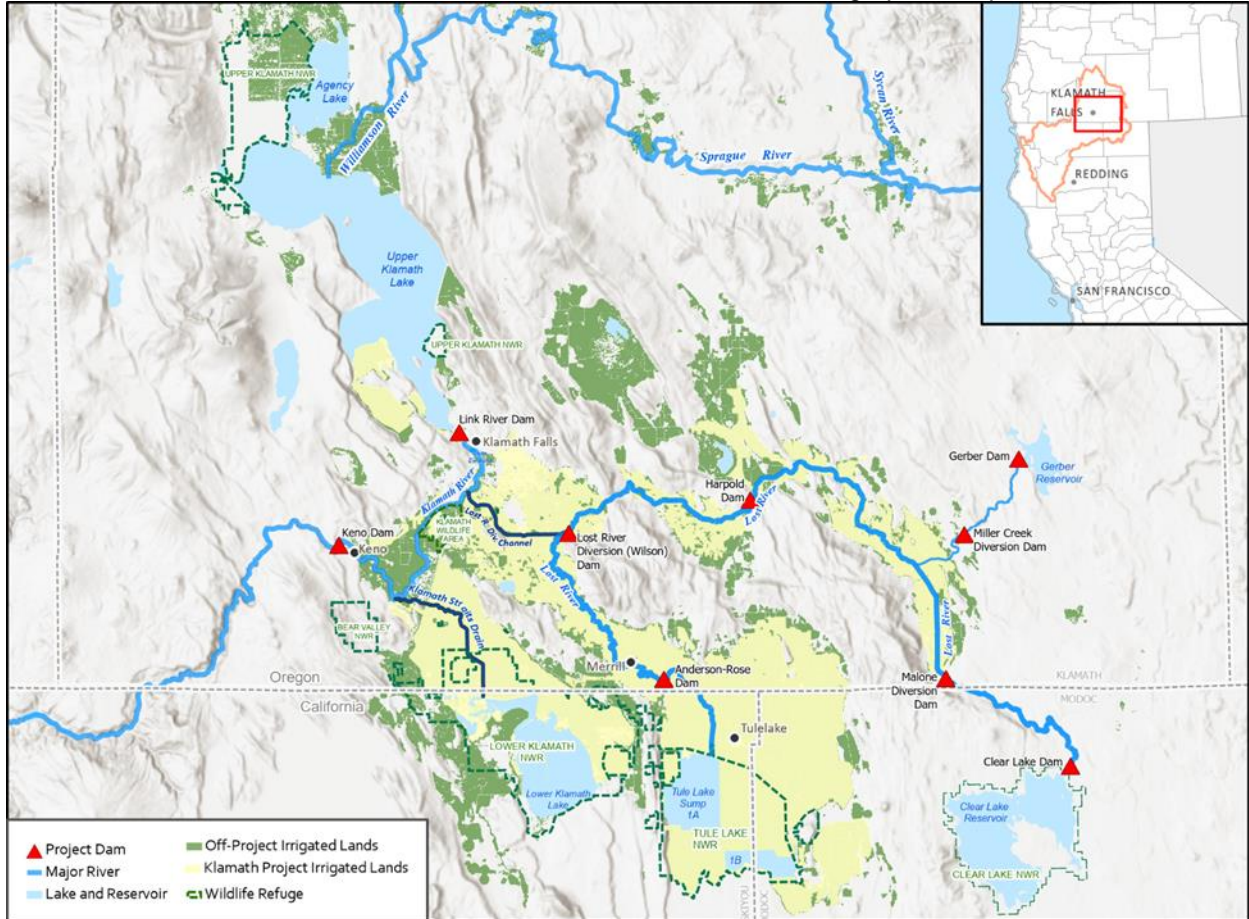 UPPER KLAMATH NWR
Agency
Lake
Williamson River
Sycan River
Sprague River
KLAMATH
FALLS
REDDING
SAN FRANCISCO
Upper
Klamath
Lake
UPPER KLAMATH NWR
Link River Dam
Klamath Falls
Gerber Dam
Gerber
Reservoir
Harpold
Dam
Lost River
Klamath River
Lost R. Div. Channel
KLAMATH
WILDLIFE
AREA
Keno Dam
Keno
Lost River
Diversion (Wilson)
Dam
Miller Creek
Diversion Dam
Lost River
Klamath Straits Drain
BEAR VALLEY
NWR
Lost River
Merrill
Anderson-Rose
Dam
Malone
Diversion
Dam
Oregon
California
KLAMATH
MODOC
Tulelake
LOWER KLAMATH
NWR
Lower Klamath
Lake
Tule Lake
Sump
1A
TULE LAKE
NWR
1B
Clear Lake Dam
Clear Lake
Reservoir
CLEAR LAKE NWR
MODOC
Project Dam
Major River
Lake and Reservoir
Off-Project Irrigated Lands
Klamath Project Irrigated Lands
Wildlife Refuge